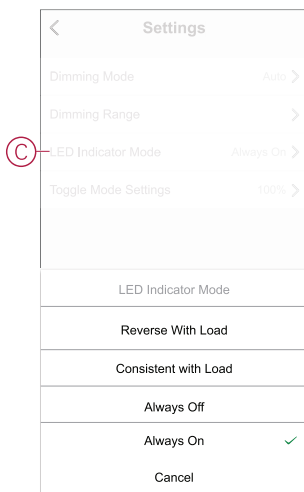 Settings
Dimming Mode Auto
Dimming Range
C LED Indicator Mode Always On
Toggle Mode Settings 100%
LED Indicator Mode
Reverse With Load
Consistent with Load
Always Off
Always On
Cancel